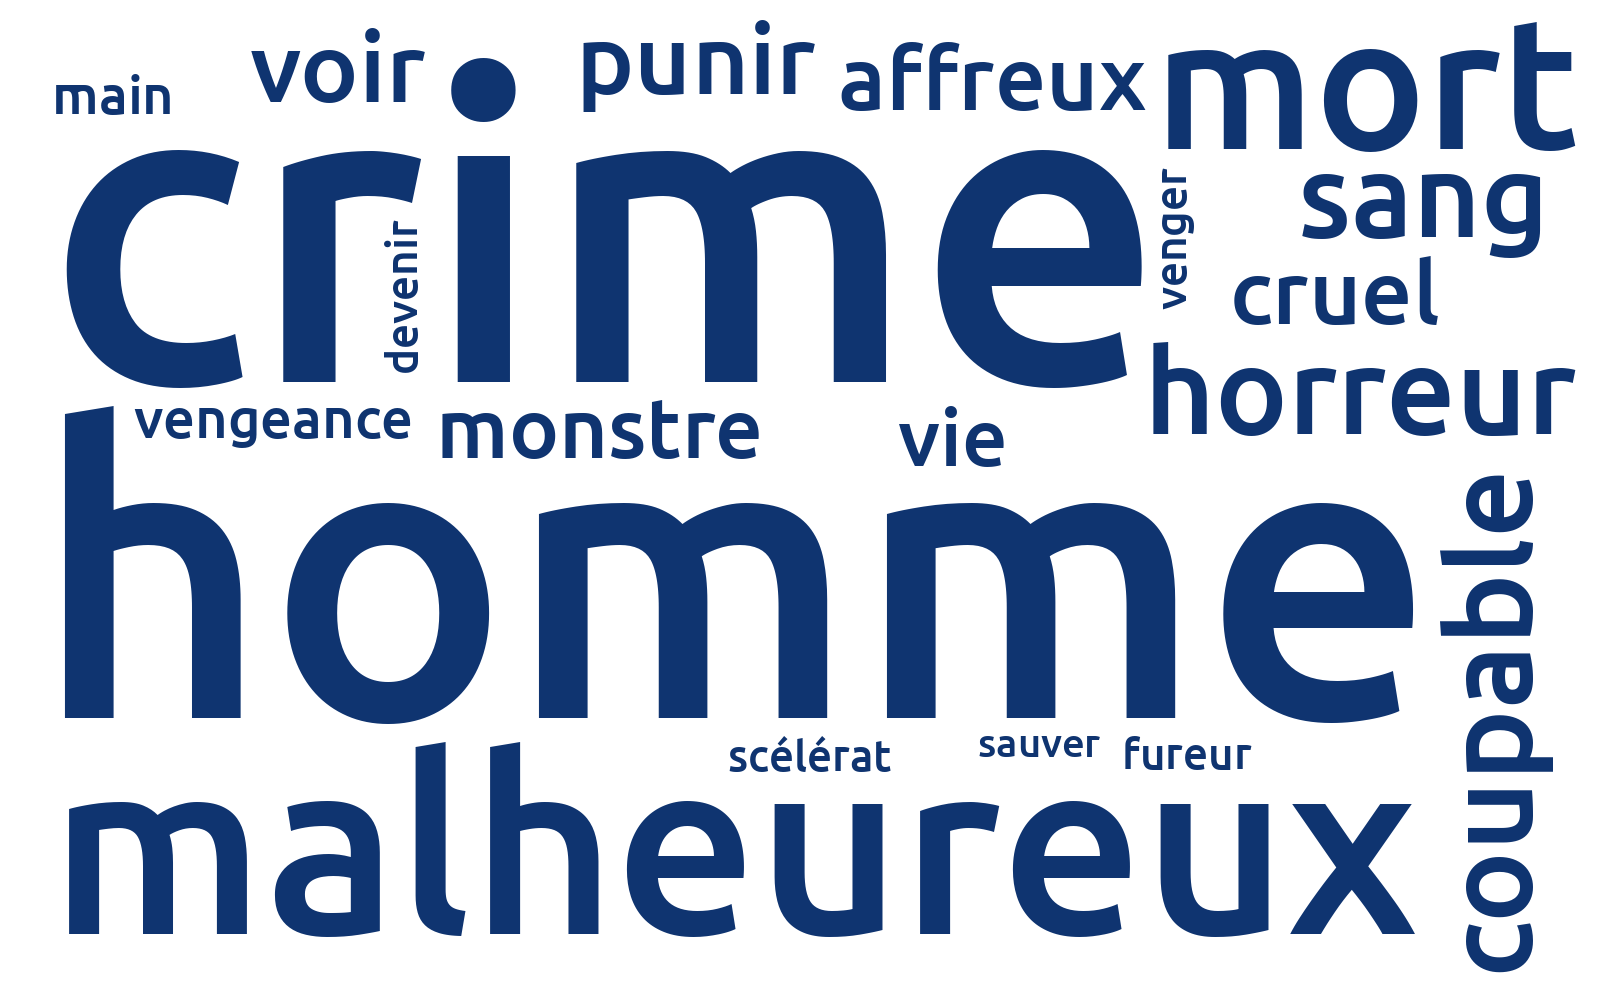 main
voir
punir
affreux
mort
crime
devenir
venger
sang
cruel
horreur
vengeance
monstre
vie
homme
coupable
scélérat
sauver
fureur
malheureux